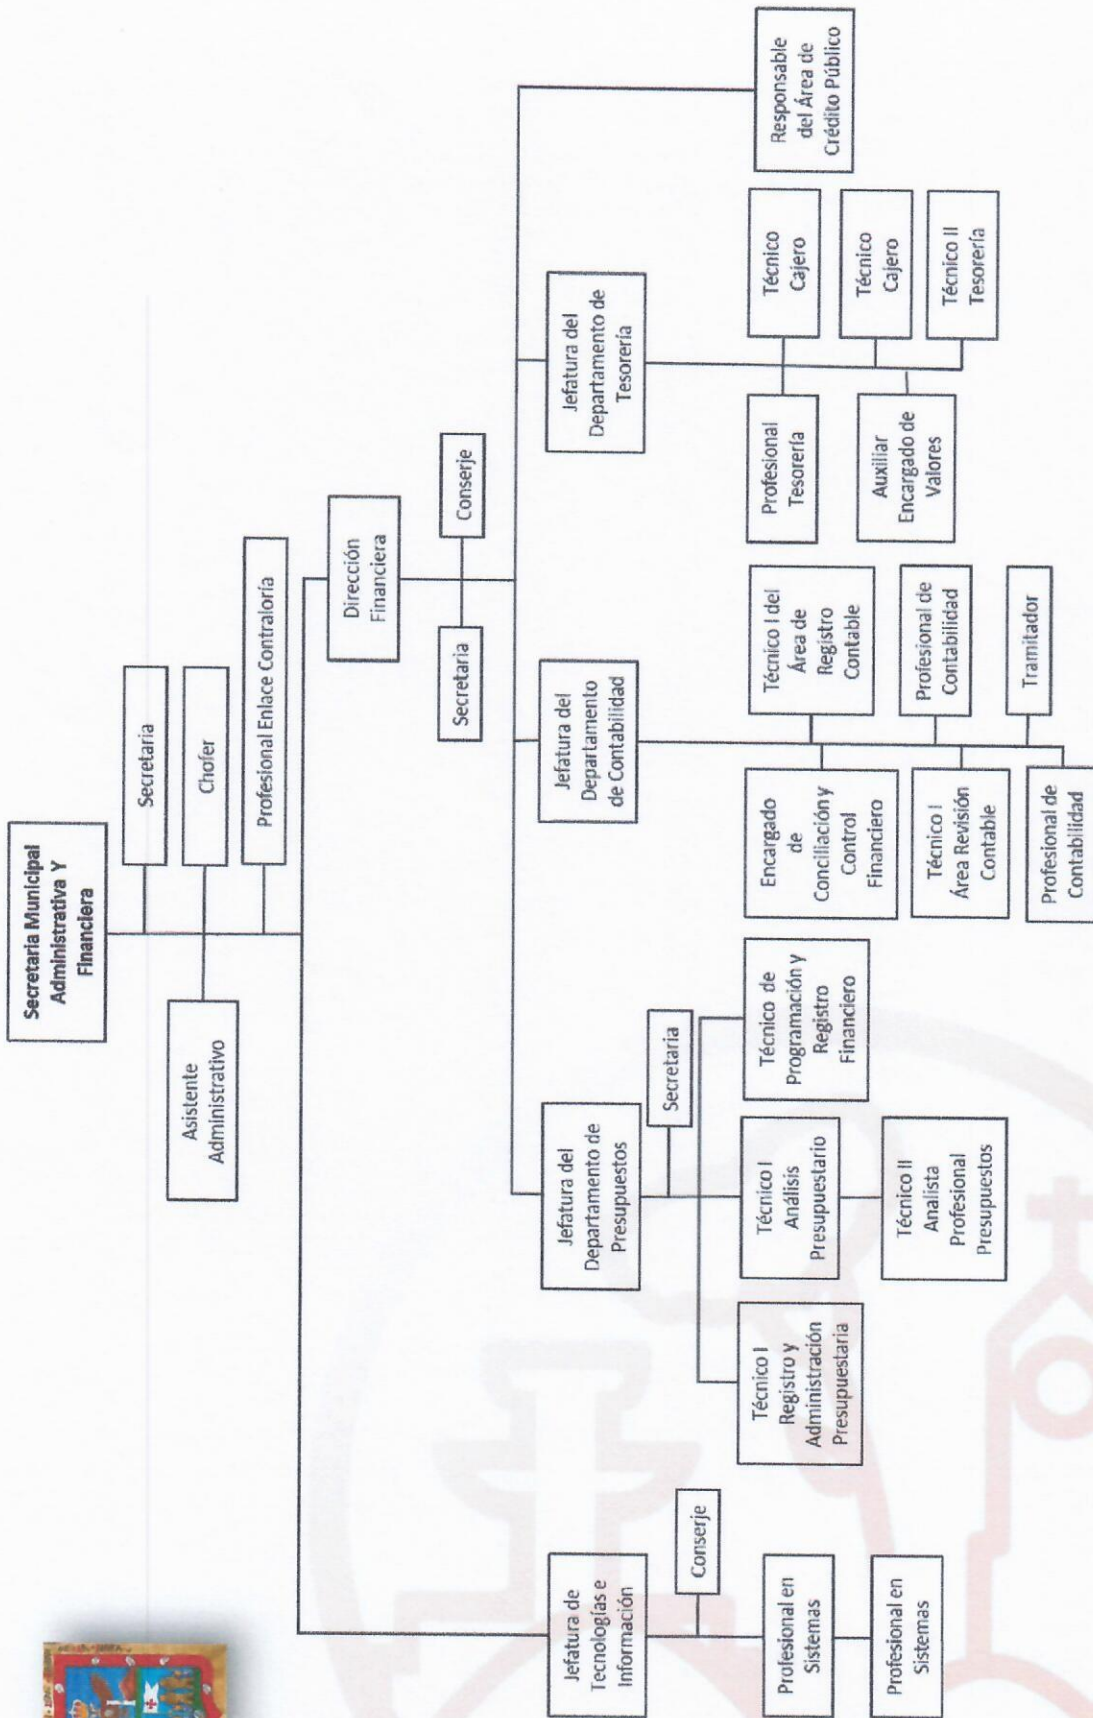 Secretaria Municipal
Administrativa Y
Financiera
Secretaria
Asistente
Administrativo
Chofer
Profesional Enlace Contraloría
Dirección
Financiera
Secretaria
Conserje
Jefatura de
Tecnologías e
Información
Conserje
Profesional en
Sistemas
Profesional en
Sistemas
Jefatura del
Departamento de
Presupuestos
Secretaria
Técnico I
Registro y
Administración
Presupuestaria
Técnico I
Análisis
Presupuestario
Técnico de
Programación y
Registro
Financiero
Técnico II
Analista
Profesional
Presupuestos
Jefatura del
Departamento
de Contabilidad
Encargado
de
Conciliación y
Control
Financiero
Técnico I del
Área de
Registro
Contable
Técnico I
Área Revisión
Contable
Profesional de
Contabilidad
Profesional de
Contabilidad
Tramitador
Jefatura del
Departamento de
Tesorería
Profesional
Tesorería
Técnico
Cajero
Auxiliar
Encargado de
Valores
Técnico
Cajero
Técnico II
Tesorería
Responsable
del Área de
Crédito Público